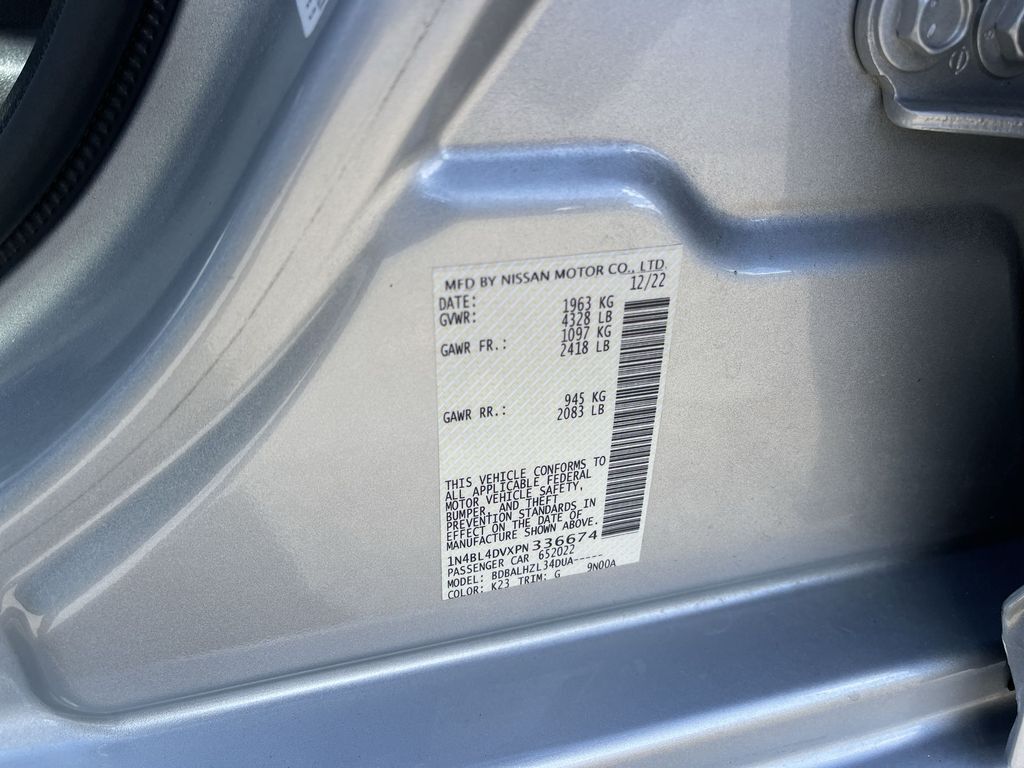 MFD BY NISSAN MOTOR CO., LTD.
DATE: 12/22
GVWR: 1963 KG
4328 LB
GAWR FR.: 1097 KG
2418 LB
GAWR RR.: 945 KG
2083 LB
THIS VEHICLE CONFORMS TO
ALL APPLICABLE FEDERAL
MOTOR VEHICLE SAFETY,
BUMPER, AND THEFT
PREVENTION STANDARDS IN
EFFECT ON THE DATE OF
MANUFACTURE SHOWN ABOVE.
1N4BL4DVXPN336674
PASSENGER CAR 652022
MODEL: BDBALHZL34DUA-----
COLOR: K23 TRIM: G 9N00A